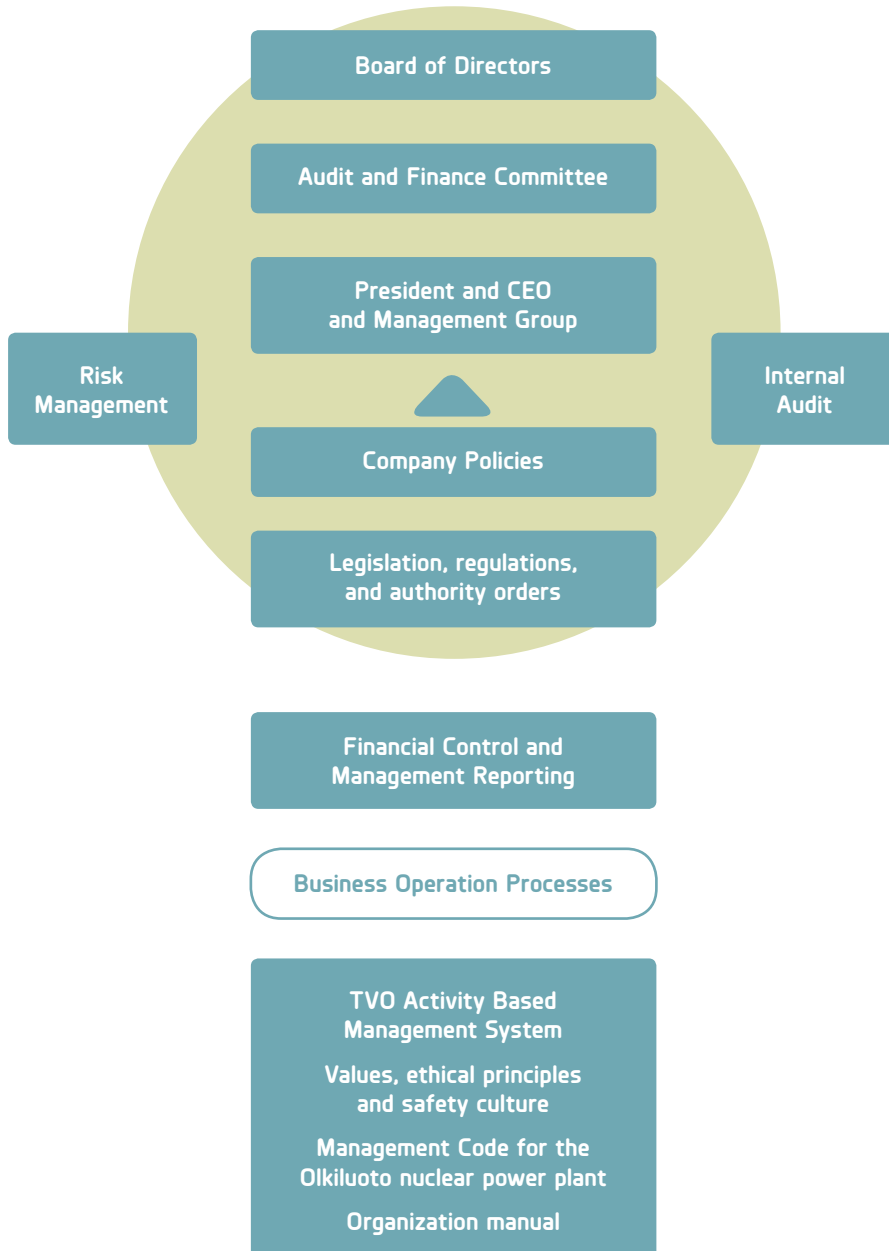 Board of Directors
Audit and Finance Committee
President and CEO
and Management Group
Risk
Management
Internal
Audit
Company Policies
Legislation, regulations,
and authority orders
Financial Control and
Management Reporting
Business Operation Processes
TVO Activity Based
Management System
Values, ethical principles
and safety culture
Management Code for the
Olkiluoto nuclear power plant
Organization manual